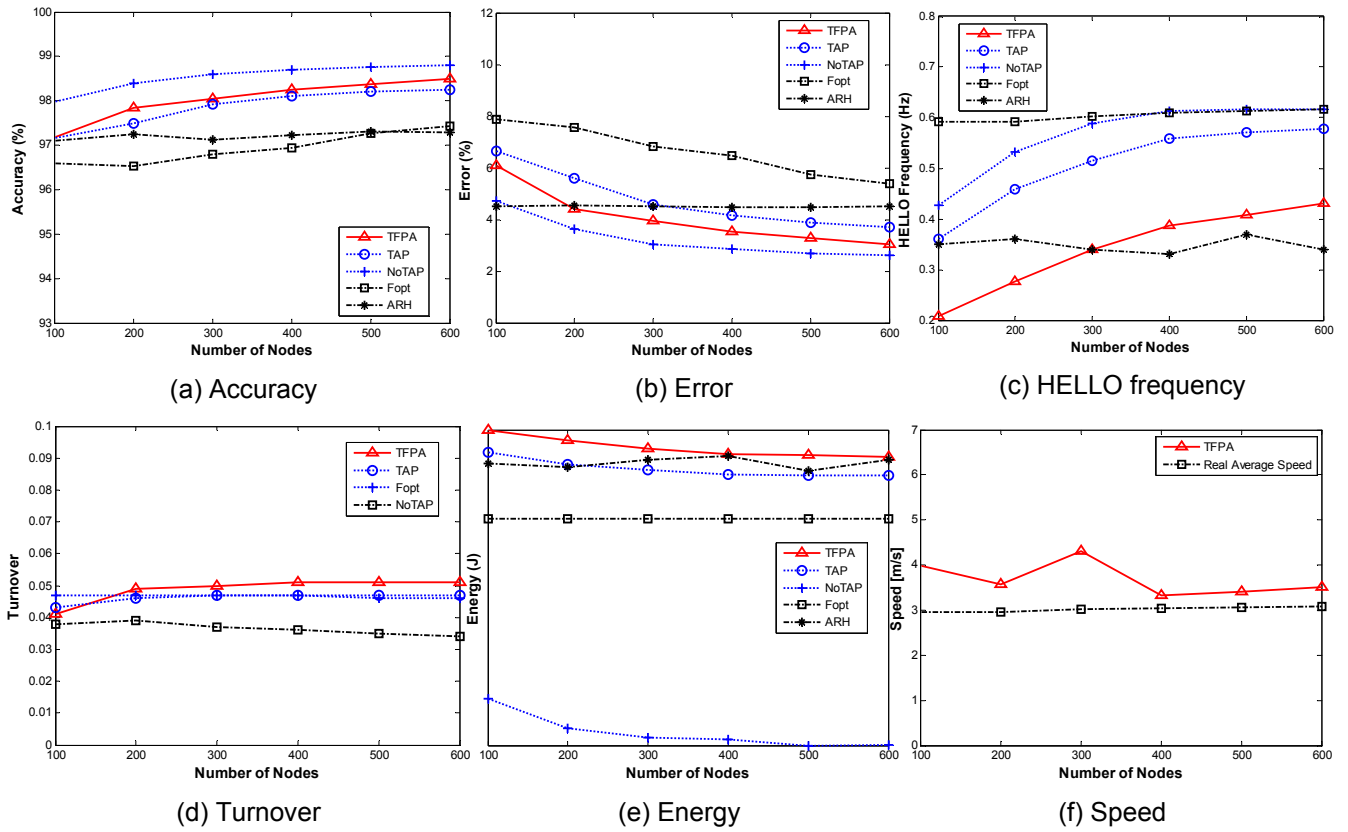 100
99
98
97
96
95
94
93
Accuracy (%)
TFPA
TAP
NoTAP
Fopt
ARH
100 200 300 400 500 600
Number of Nodes
(a) Accuracy
12
10
8
6
4
2
0
Error (%)
TFPA
TAP
NoTAP
Fopt
ARH
100 200 300 400 500 600
Number of Nodes
(b) Error
0.8
0.7
0.6
0.5
0.4
0.3
0.2
HELLO Frequency (Hz)
TFPA
TAP
NoTAP
Fopt
ARH
100 200 300 400 500 600
Number of Nodes
(c) HELLO frequency
0.1
0.09
0.08
0.07
0.06
0.05
0.04
0.03
0.02
0.01
0
Turnover
TFPA
TAP
Fopt
NoTAP
100 200 300 400 500 600
Number of Nodes
(d) Turnover
Energy (J)
TFPA
TAP
NoTAP
Fopt
ARH
100 200 300 400 500 600
Number of Nodes
(e) Energy
7
6
5
4
3
2
1
0
Speed [m/s]
TFPA
Real Average Speed
100 200 300 400 500 600
Number of Nodes
(f) Speed